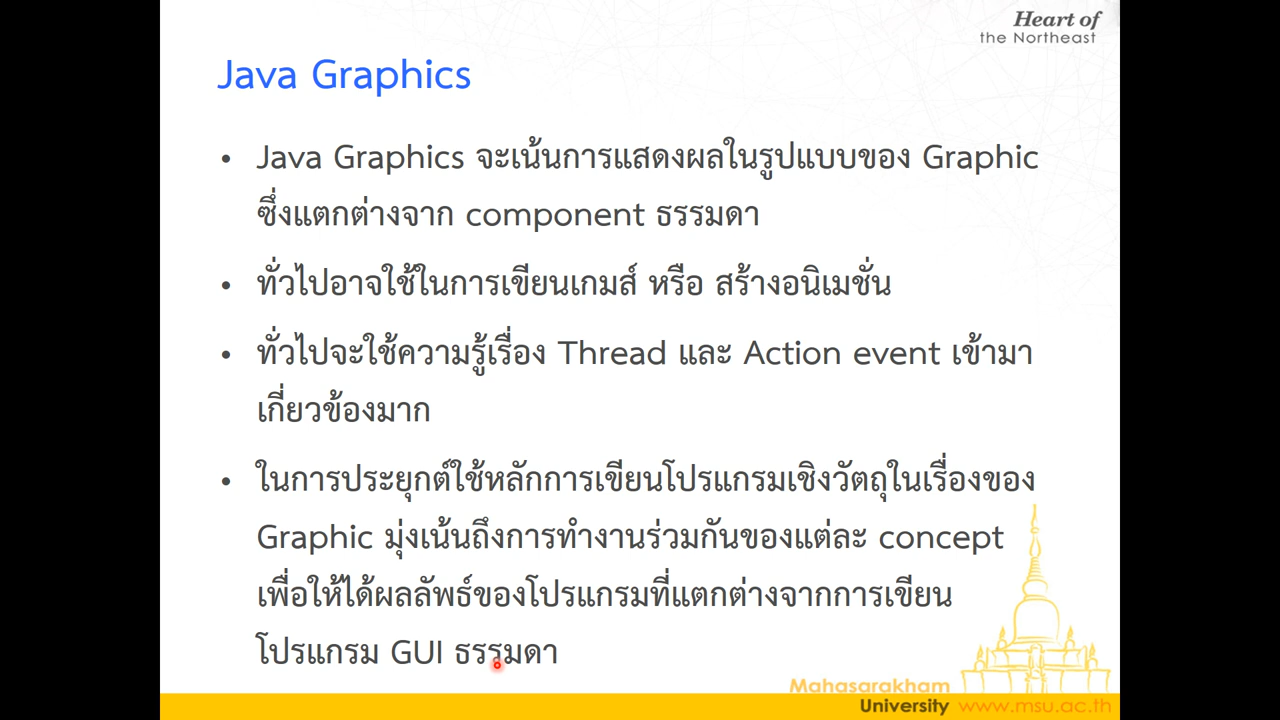 Heart of
the Northeast
Java Graphics
• Java Graphics จะเน้นการแสดงผลในรูปแบบของ Graphic
ซึ่งแตกต่างจาก component ธรรมดา
• ทั่วไปอาจใช้ในการเขียนเกมส์ หรือ สร้างอนิเมชั่น
• ทั่วไปจะใช้ความรู้เรื่อง Thread และ Action event เข้ามา
เกี่ยวข้องมาก
• ในการประยุกต์ใช้หลักการเขียนโปรแกรมเชิงวัตถุในเรื่องของ
Graphic มุ่งเน้นถึงการทำงานร่วมกันของแต่ละ concept
เพื่อให้ได้ผลลัพธ์ของโปรแกรมที่แตกต่างจากการเขียน
โปรแกรม GUI ธรรมดา
Mahasarakham
University www.msu.ac.th